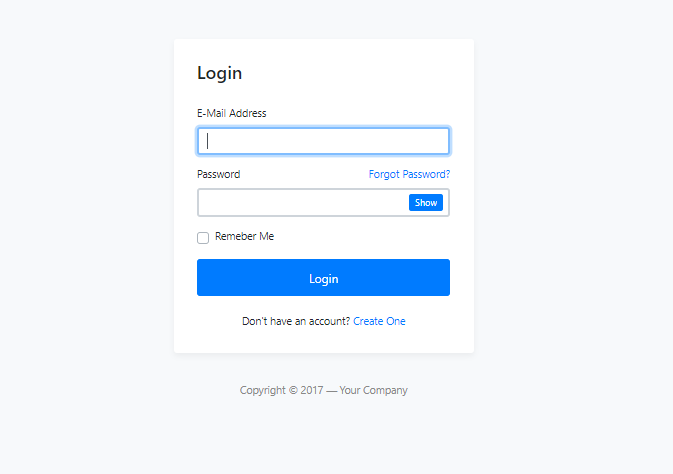 Login
E-Mail Address
Password Forgot Password?
Show
Remeber Me
Login
Don't have an account? Create One
Copyright © 2017 — Your Company